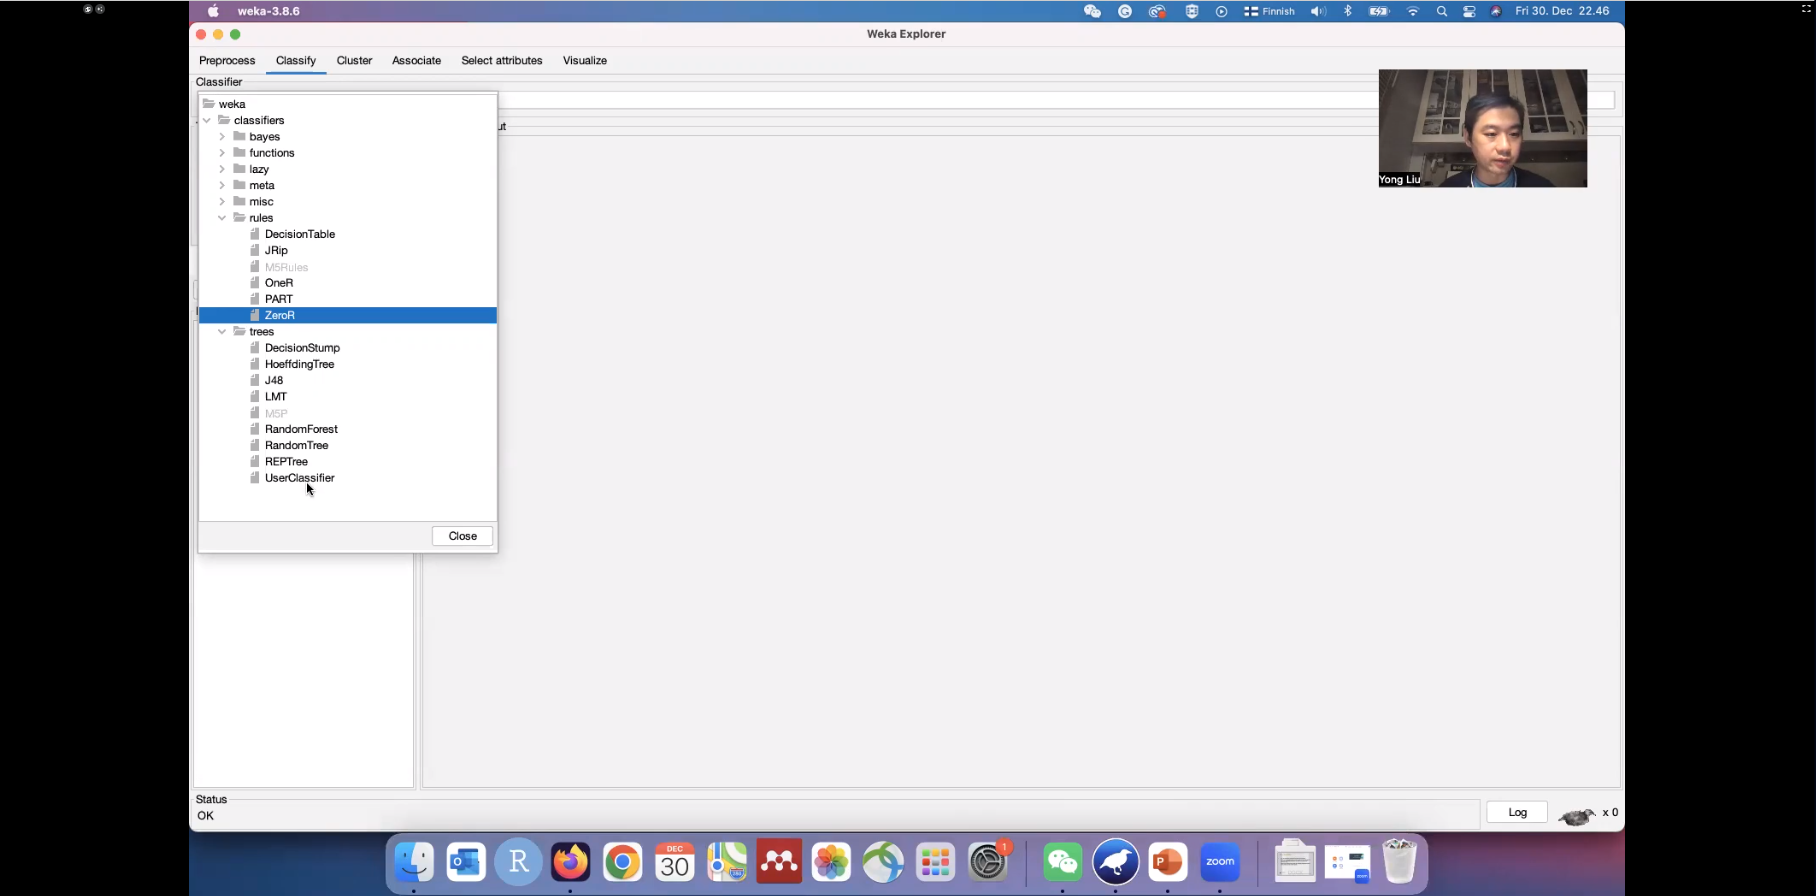 weka-3.8.6
Finnish
Fri 30. Dec 22.46
Weka Explorer
Preprocess Classify Cluster Associate Select attributes Visualize
Classifier
weka
classifiers
bayes
functions
lazy
meta
misc
rules
DecisionTable
JRip
M5Rules
OneR
PART
ZeroR
trees
DecisionStump
HoeffdingTree
J48
LMT
M5P
RandomForest
RandomTree
REPTree
UserClassifier
Close
ut
Yong Liu
Status
OK
Log
x 0
DEC
30
1
R
P
zoom